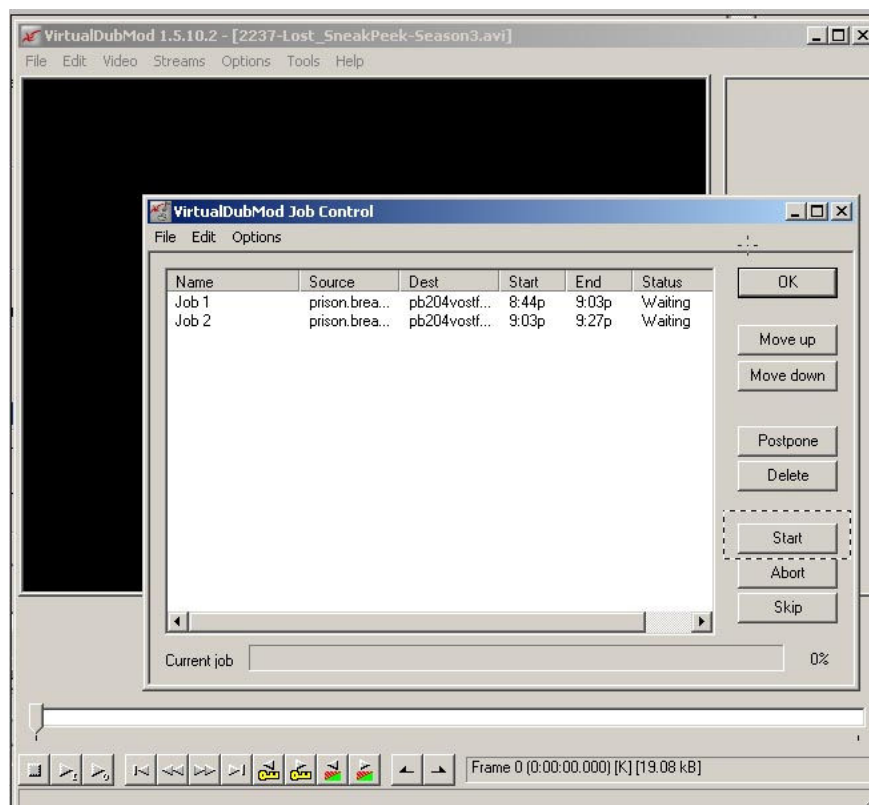 VirtualDubMod 1.5.10.2 - [2237-Lost_SneakPeek-Season3.avi]
File Edit Video Streams Options Tools Help
VirtualDubMod Job Control
File Edit Options
Name Source Dest Start End Status
Job 1 prison.brea... pb204vostf... 8:44p 9:03p Waiting
Job 2 prison.brea... pb204vostf... 9:03p 9:27p Waiting
OK
Move up
Move down
Postpone
Delete
Start
Abort
Skip
Current job 0%
Frame 0 (0:00:00.000) [K] [19.08 kB]